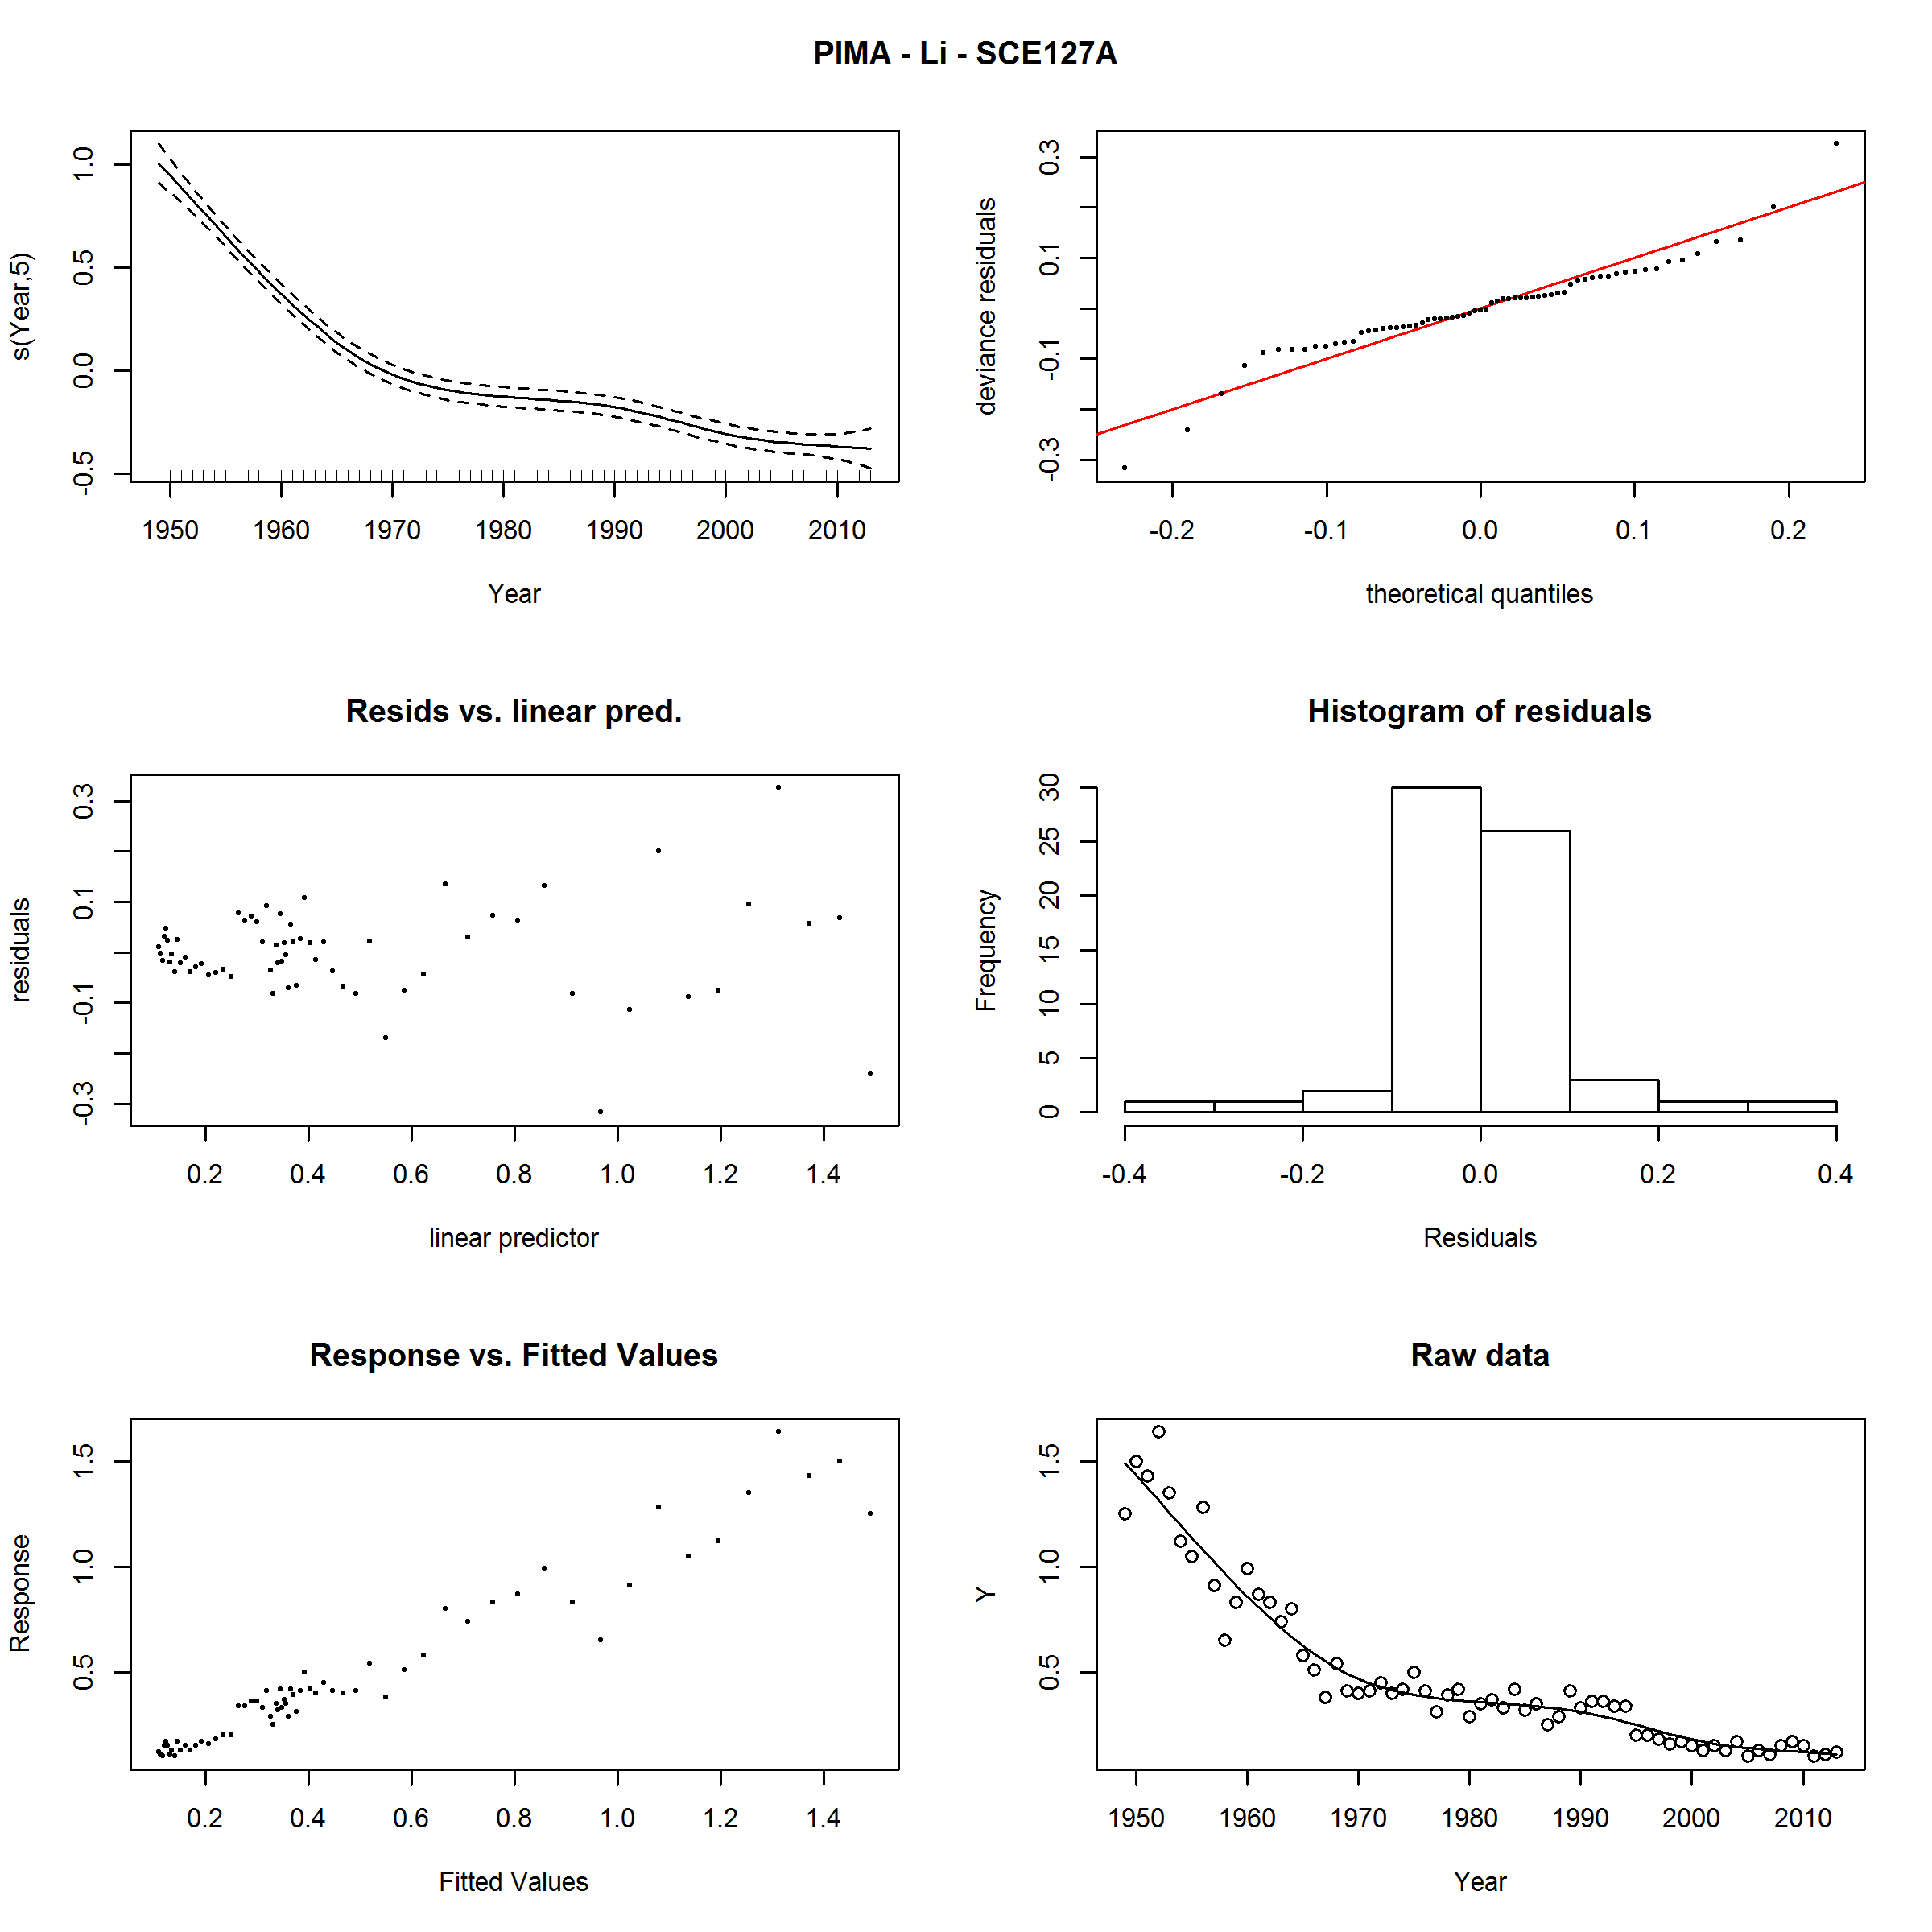 PIMA - Li - SCE127A
s(Year,5)
1.0
0.5
0.0
-0.5
1950 1960 1970 1980 1990 2000 2010
Year
deviance residuals
0.3
0.1
-0.1
-0.3
-0.2 -0.1 0.0 0.1 0.2
theoretical quantiles
Resids vs. linear pred.
residuals
0.3
0.1
-0.1
-0.3
0.2 0.4 0.6 0.8 1.0 1.2 1.4
linear predictor
Histogram of residuals
Frequency
30
25
20
15
10
5
0
-0.4 -0.2 0.0 0.2 0.4
Residuals
Response vs. Fitted Values
Response
1.5
1.0
0.5
0.2 0.4 0.6 0.8 1.0 1.2 1.4
Fitted Values
Raw data
Y
1.5
1.0
0.5
1950 1960 1970 1980 1990 2000 2010
Year